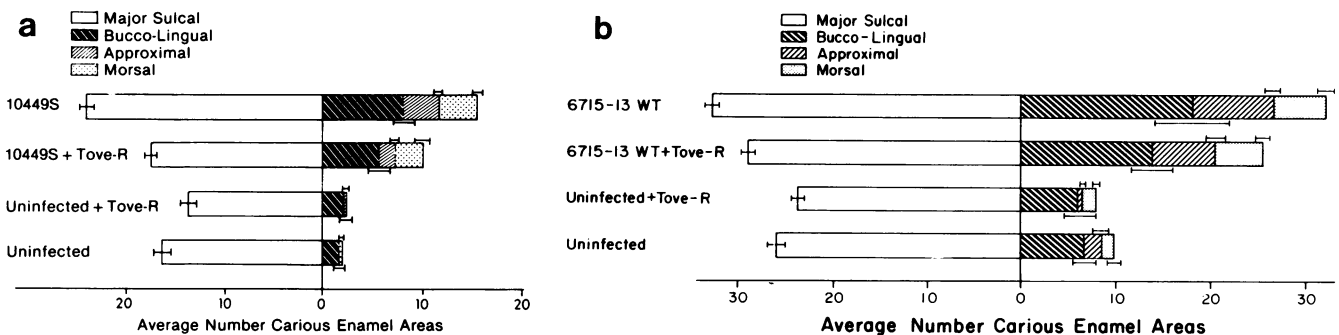 a
Major Sulcal
Bucco-Lingual
Approximal
Morsal
10449S
10449S + Tove-R
Uninfected + Tove-R
Uninfected
20 10 0 10 20
Average Number Carious Enamel Areas
b
Major Sulcal
Bucco-Lingual
Approximal
Morsal
6715-13 WT
6715-13 WT+Tove-R
Uninfected+Tove-R
Uninfected
30 20 10 0 10 20 30
Average Number Carious Enamel Areas